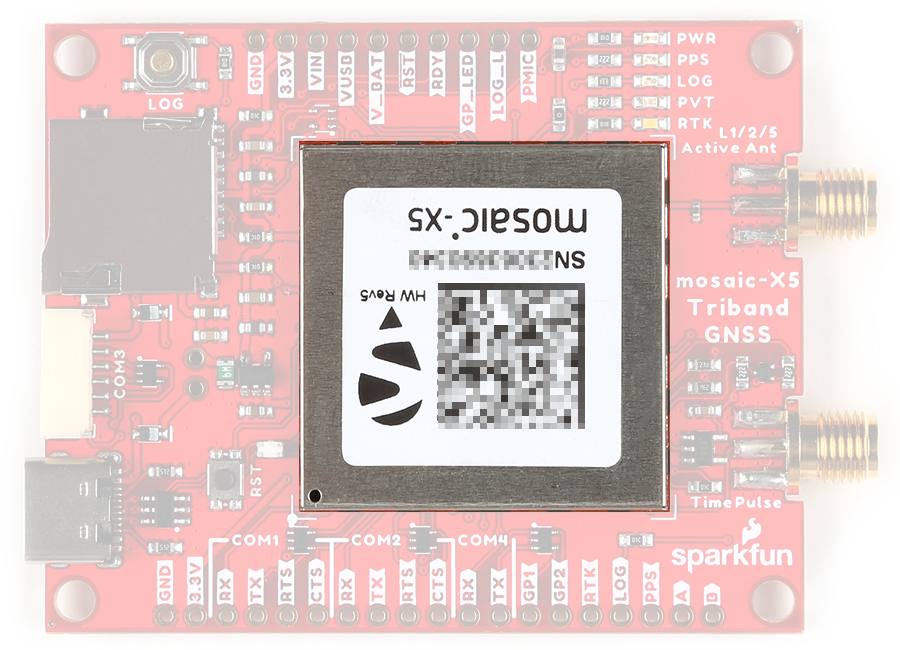 GND
3.3V
VIN
VUSB
V_BAT
RST
RDY
GP_LED
LOG_L
PMIC
PWR
PPS
LOG
PVT
RTK
LOG
L1/2/5
Active Ant
mosaic-X5
SN
HW Rev5
mosaic-X5
Triband
GNSS
COM3
RST
TimePulse
COM1
COM2
COM4
sparkfun
GND
3.3V
RX
TX
RTS
CTS
RX
TX
RTS
CTS
RX
TX
GP1
GP2
RTK
LOG
PPS
A
B